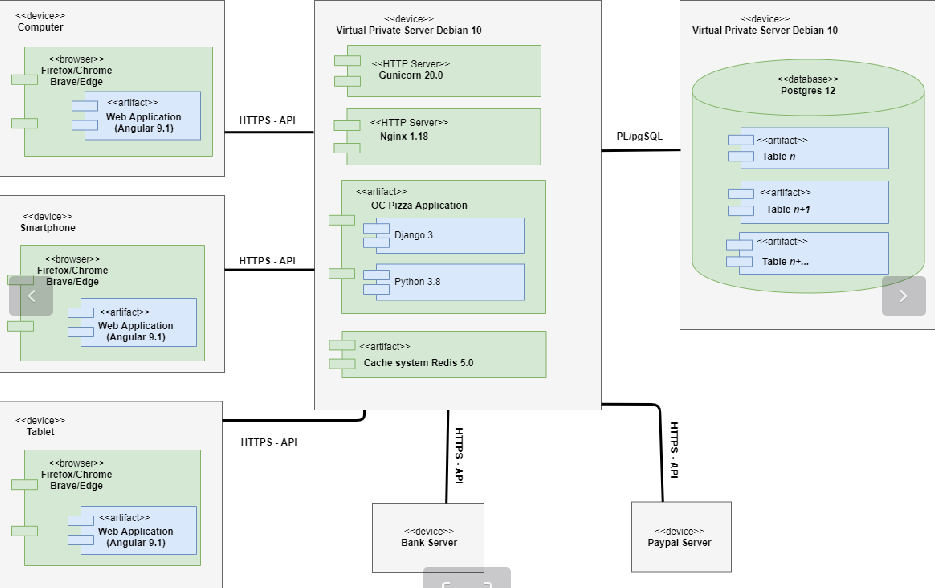 <<device>>
Computer
<<browser>>
Firefox/Chrome
Brave/Edge
<<artifact>>
Web Application
(Angular 9.1)
HTTPS - API
<<device>>
Smartphone
<<browser>>
Firefox/Chrome
Brave/Edge
<<artifact>>
Web Application
(Angular 9.1)
HTTPS - API
<<device>>
Tablet
<<browser>>
Firefox/Chrome
Brave/Edge
<<artifact>>
Web Application
(Angular 9.1)
HTTPS - API
<<device>>
Virtual Private Server Debian 10
<<HTTP Server>>
Gunicorn 20.0
<<HTTP Server>>
Nginx 1.18
<<artifact>>
OC Pizza Application
Django 3
Python 3.8
<<artifact>>
Cache system Redis 5.0
PL/pgSQL
<<device>>
Virtual Private Server Debian 10
<<database>>
Postgres 12
<<artifact>>
Table n
<<artifact>>
Table n+1
<<artifact>>
Table n+...
HTTPS - API
<<device>>
Bank Server
HTTPS - API
<<device>>
Paypal Server